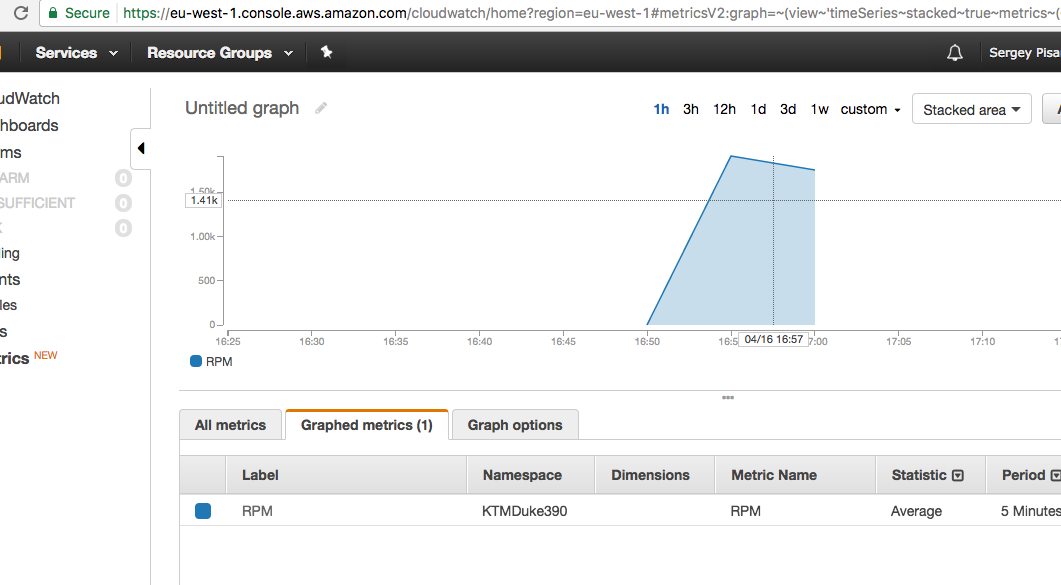 Secure https://eu-west-1.console.aws.amazon.com/cloudwatch/home?region=eu-west-1#metricsV2:graph=~(view~'timeSeries~stacked~true~metrics~(
Services Resource Groups Sergey Pisa
udWatch
hboards
ms
ARM 0
SUFFICIENT 0
0
ling
nts
les
s
rics NEW
Untitled graph
1h 3h 12h 1d 3d 1w custom Stacked area
1.50k
1.41k
1.00k
500
0
16:25 16:30 16:35 16:40 16:45 16:50 16:5 04/16 16:57 7:00 17:05 17:10 17
RPM
All metrics Graphed metrics (1) Graph options
Label Namespace Dimensions Metric Name Statistic Period
RPM KTMDuke390 RPM Average 5 Minutes